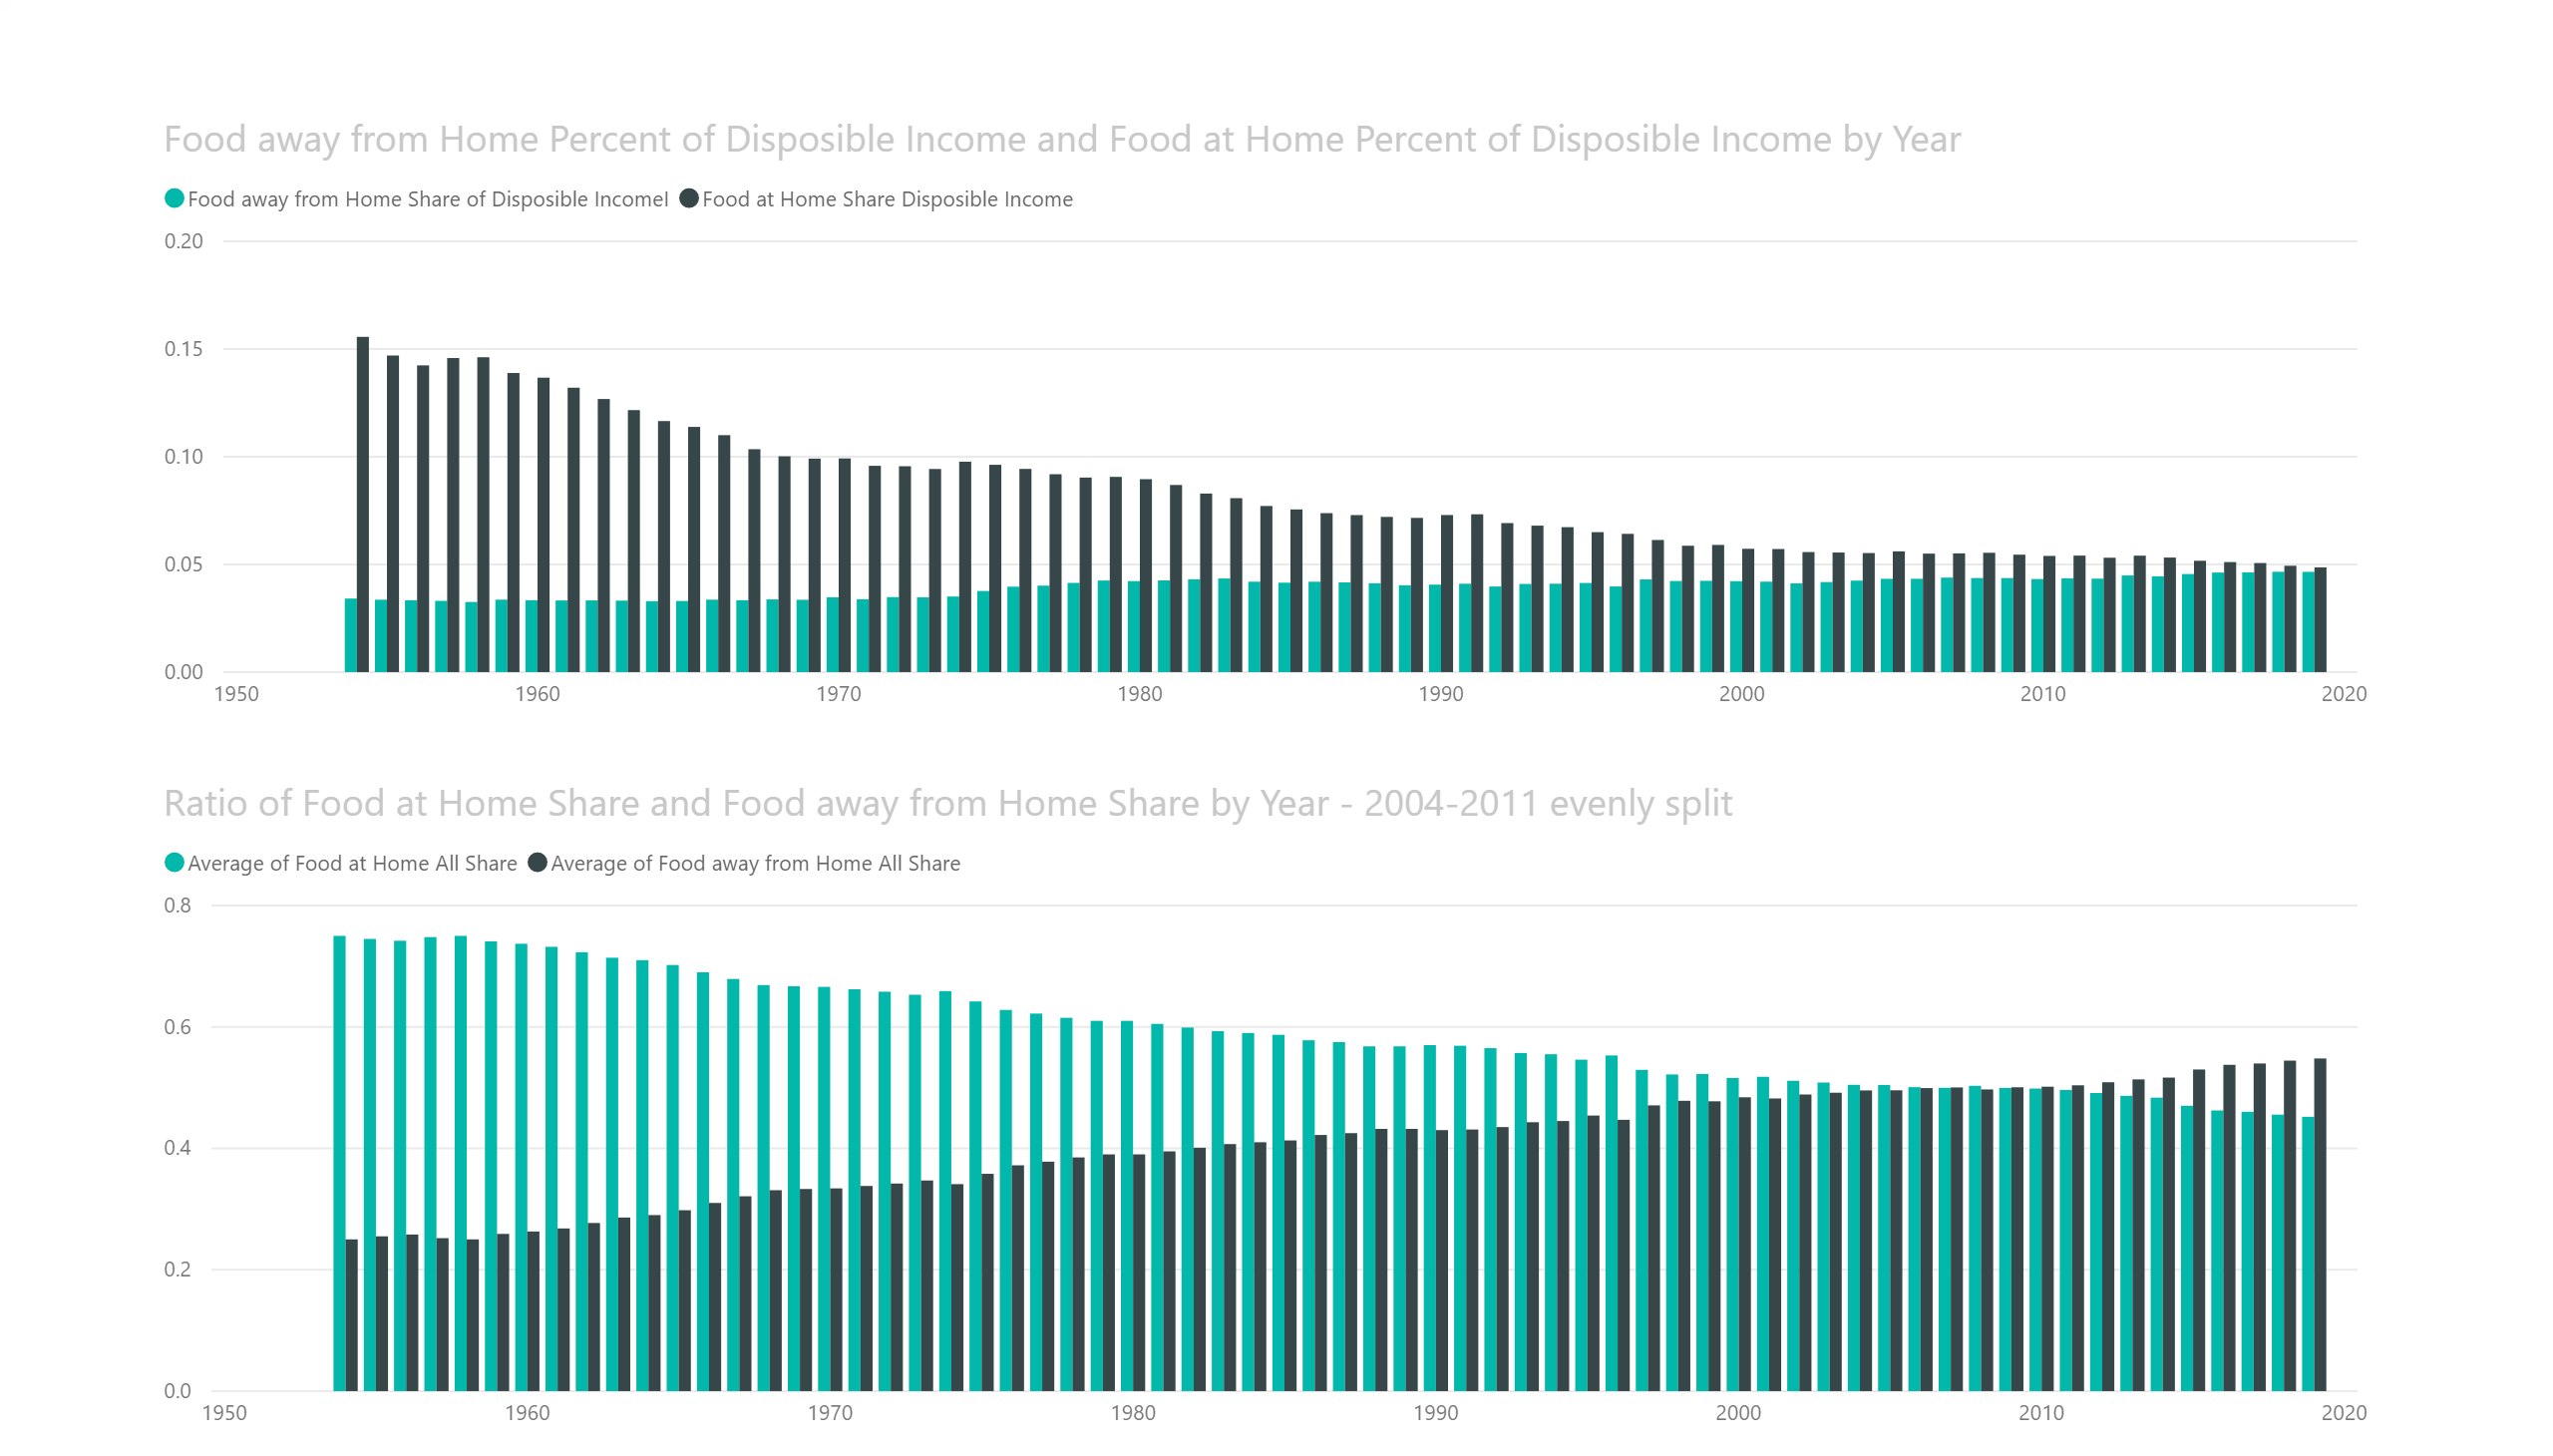 Food away from Home Percent of Disposible Income and Food at Home Percent of Disposible Income by Year
Food away from Home Share of Disposible Incomel Food at Home Share Disposible Income
0.20
0.15
0.10
0.05
0.00
1950 1960 1970 1980 1990 2000 2010 2020
Ratio of Food at Home Share and Food away from Home Share by Year - 2004-2011 evenly split
Average of Food at Home All Share Average of Food away from Home All Share
0.8
0.6
0.4
0.2
0.0
1950 1960 1970 1980 1990 2000 2010 2020